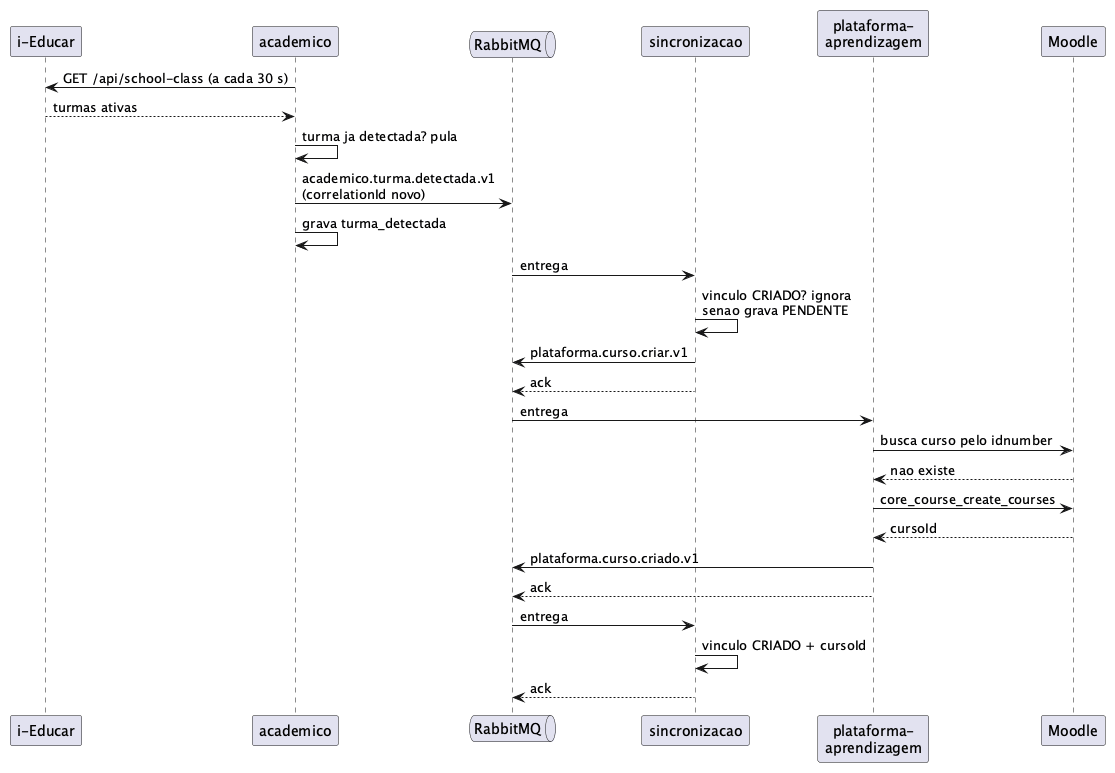 i-Educar
academico
RabbitMQ
sincronizacao
plataforma-
aprendizagem
Moodle
GET /api/school-class (a cada 30 s)
turmas ativas
turma ja detectada? pula
academico.turma.detectada.v1
(correlationId novo)
grava turma_detectada
entrega
vinculo CRIADO? ignora
senao grava PENDENTE
plataforma.curso.criar.v1
ack
entrega
busca curso pelo idnumber
nao existe
core_course_create_courses
cursoId
plataforma.curso.criado.v1
ack
entrega
vinculo CRIADO + cursoId
ack
i-Educar
academico
RabbitMQ
sincronizacao
plataforma-
aprendizagem
Moodle